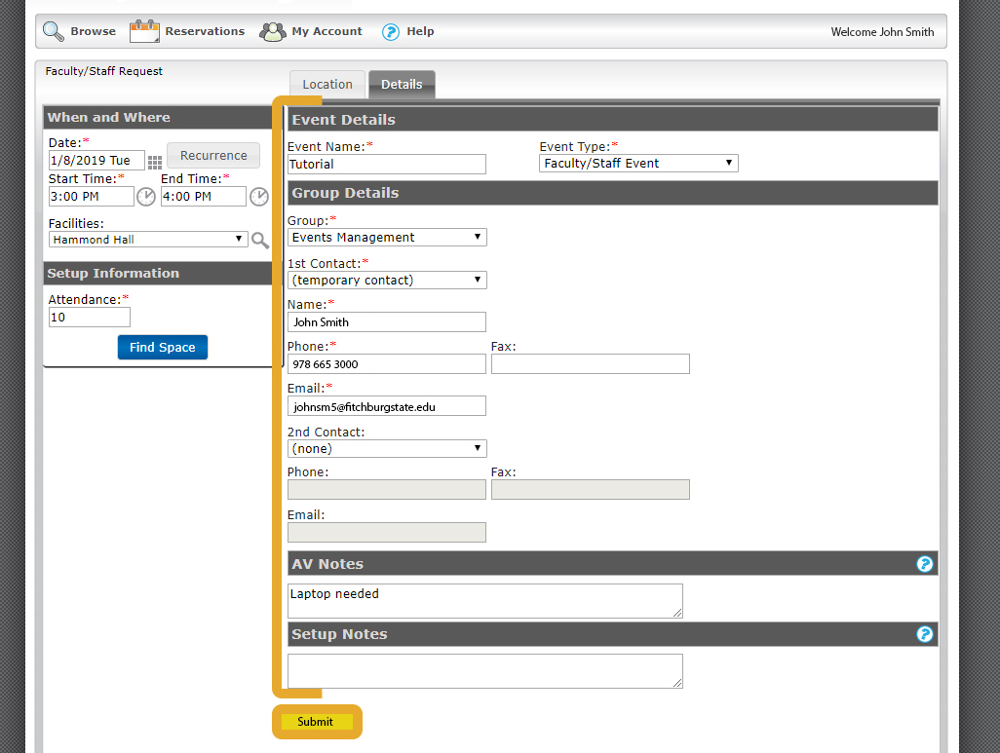 Browse Reservations My Account ? Help Welcome John Smith
Faculty/Staff Request
Location Details
When and Where
Date:*
1/8/2019 Tue Recurrence
Start Time:* End Time:*
3:00 PM 4:00 PM
Facilities:
Hammond Hall
Setup Information
Attendance:*
10
Find Space
Event Details
Event Name:* Event Type:*
Tutorial Faculty/Staff Event
Group Details
Group:*
Events Management
1st Contact:*
(temporary contact)
Name:*
John Smith
Phone:* Fax:
978 665 3000
Email:*
johnsm5@fitchburgstate.edu
2nd Contact:
(none)
Phone: Fax:
Email:
AV Notes ?
Laptop needed
Setup Notes ?
Submit